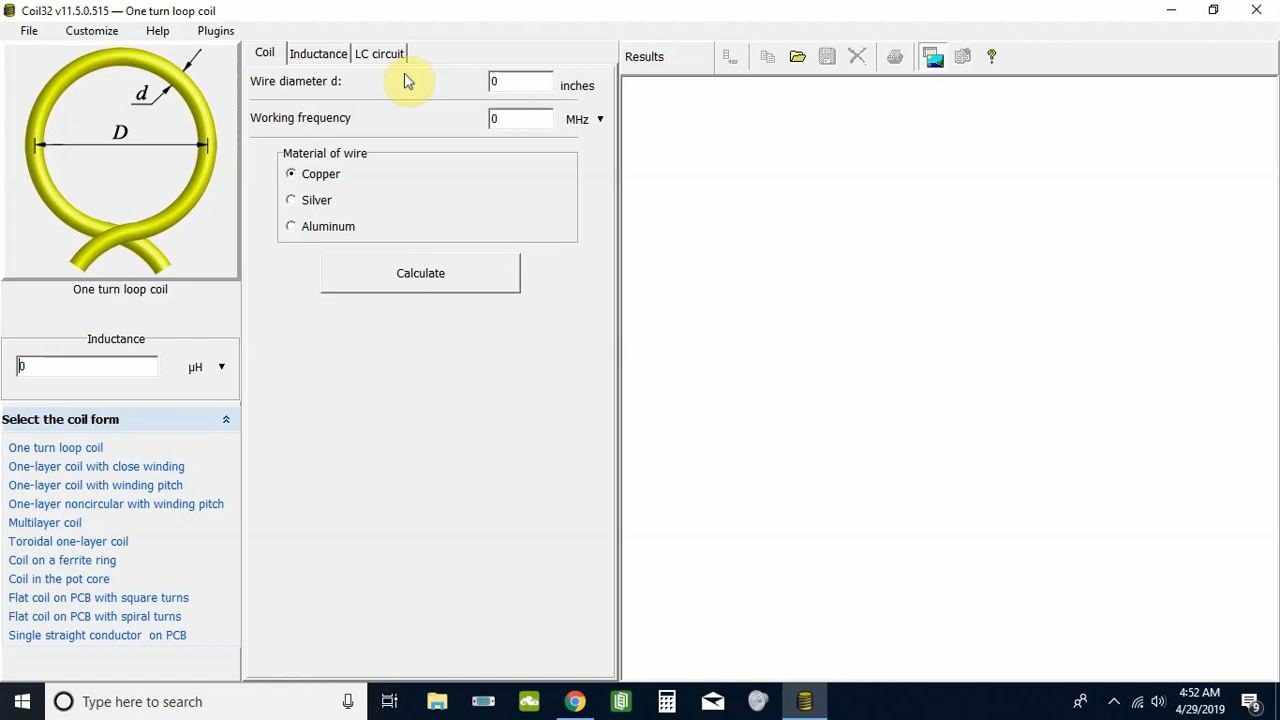 Coil32 v11.5.0.515 — One turn loop coil
File Customize Help Plugins
d
D
One turn loop coil
Inductance
0 µH
Select the coil form
One turn loop coil
One-layer coil with close winding
One-layer coil with winding pitch
One-layer noncircular with winding pitch
Multilayer coil
Toroidal one-layer coil
Coil on a ferrite ring
Coil in the pot core
Flat coil on PCB with square turns
Flat coil on PCB with spiral turns
Single straight conductor on PCB
Coil Inductance LC circuit
Wire diameter d: 0 inches
Working frequency 0 MHz
Material of wire
Copper
Silver
Aluminum
Calculate
Results
?
Type here to search
4:52 AM
4/29/2019
9